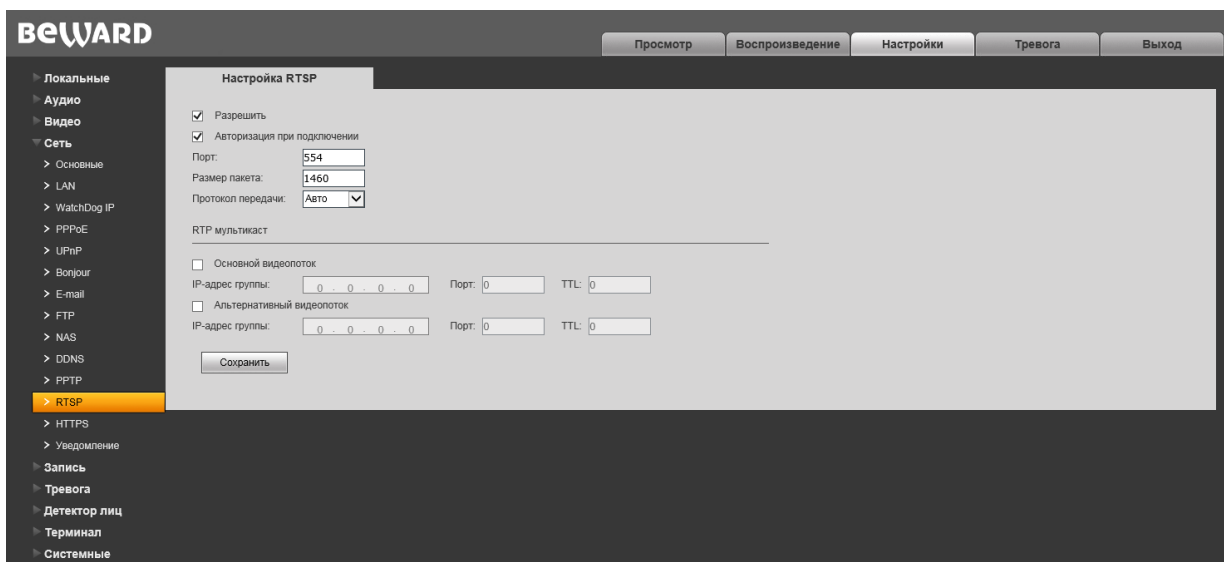 BEWARD
Просмотр
Воспроизведение
Настройки
Тревога
Выход
Локальные
Аудио
Видео
Сеть
Основные
LAN
WatchDog IP
PPPoE
UPnP
Bonjour
E-mail
FTP
NAS
DDNS
PPTP
RTSP
HTTPS
Уведомление
Запись
Тревога
Детектор лиц
Терминал
Системные
Настройка RTSP
Разрешить
Авторизация при подключении
Порт: 554
Размер пакета: 1460
Протокол передачи: Авто
RTP мультикаст
Основной видеопоток
IP-адрес группы: 0 . 0 . 0 . 0 Порт: 0 TTL: 0
Альтернативный видеопоток
IP-адрес группы: 0 . 0 . 0 . 0 Порт: 0 TTL: 0
Сохранить